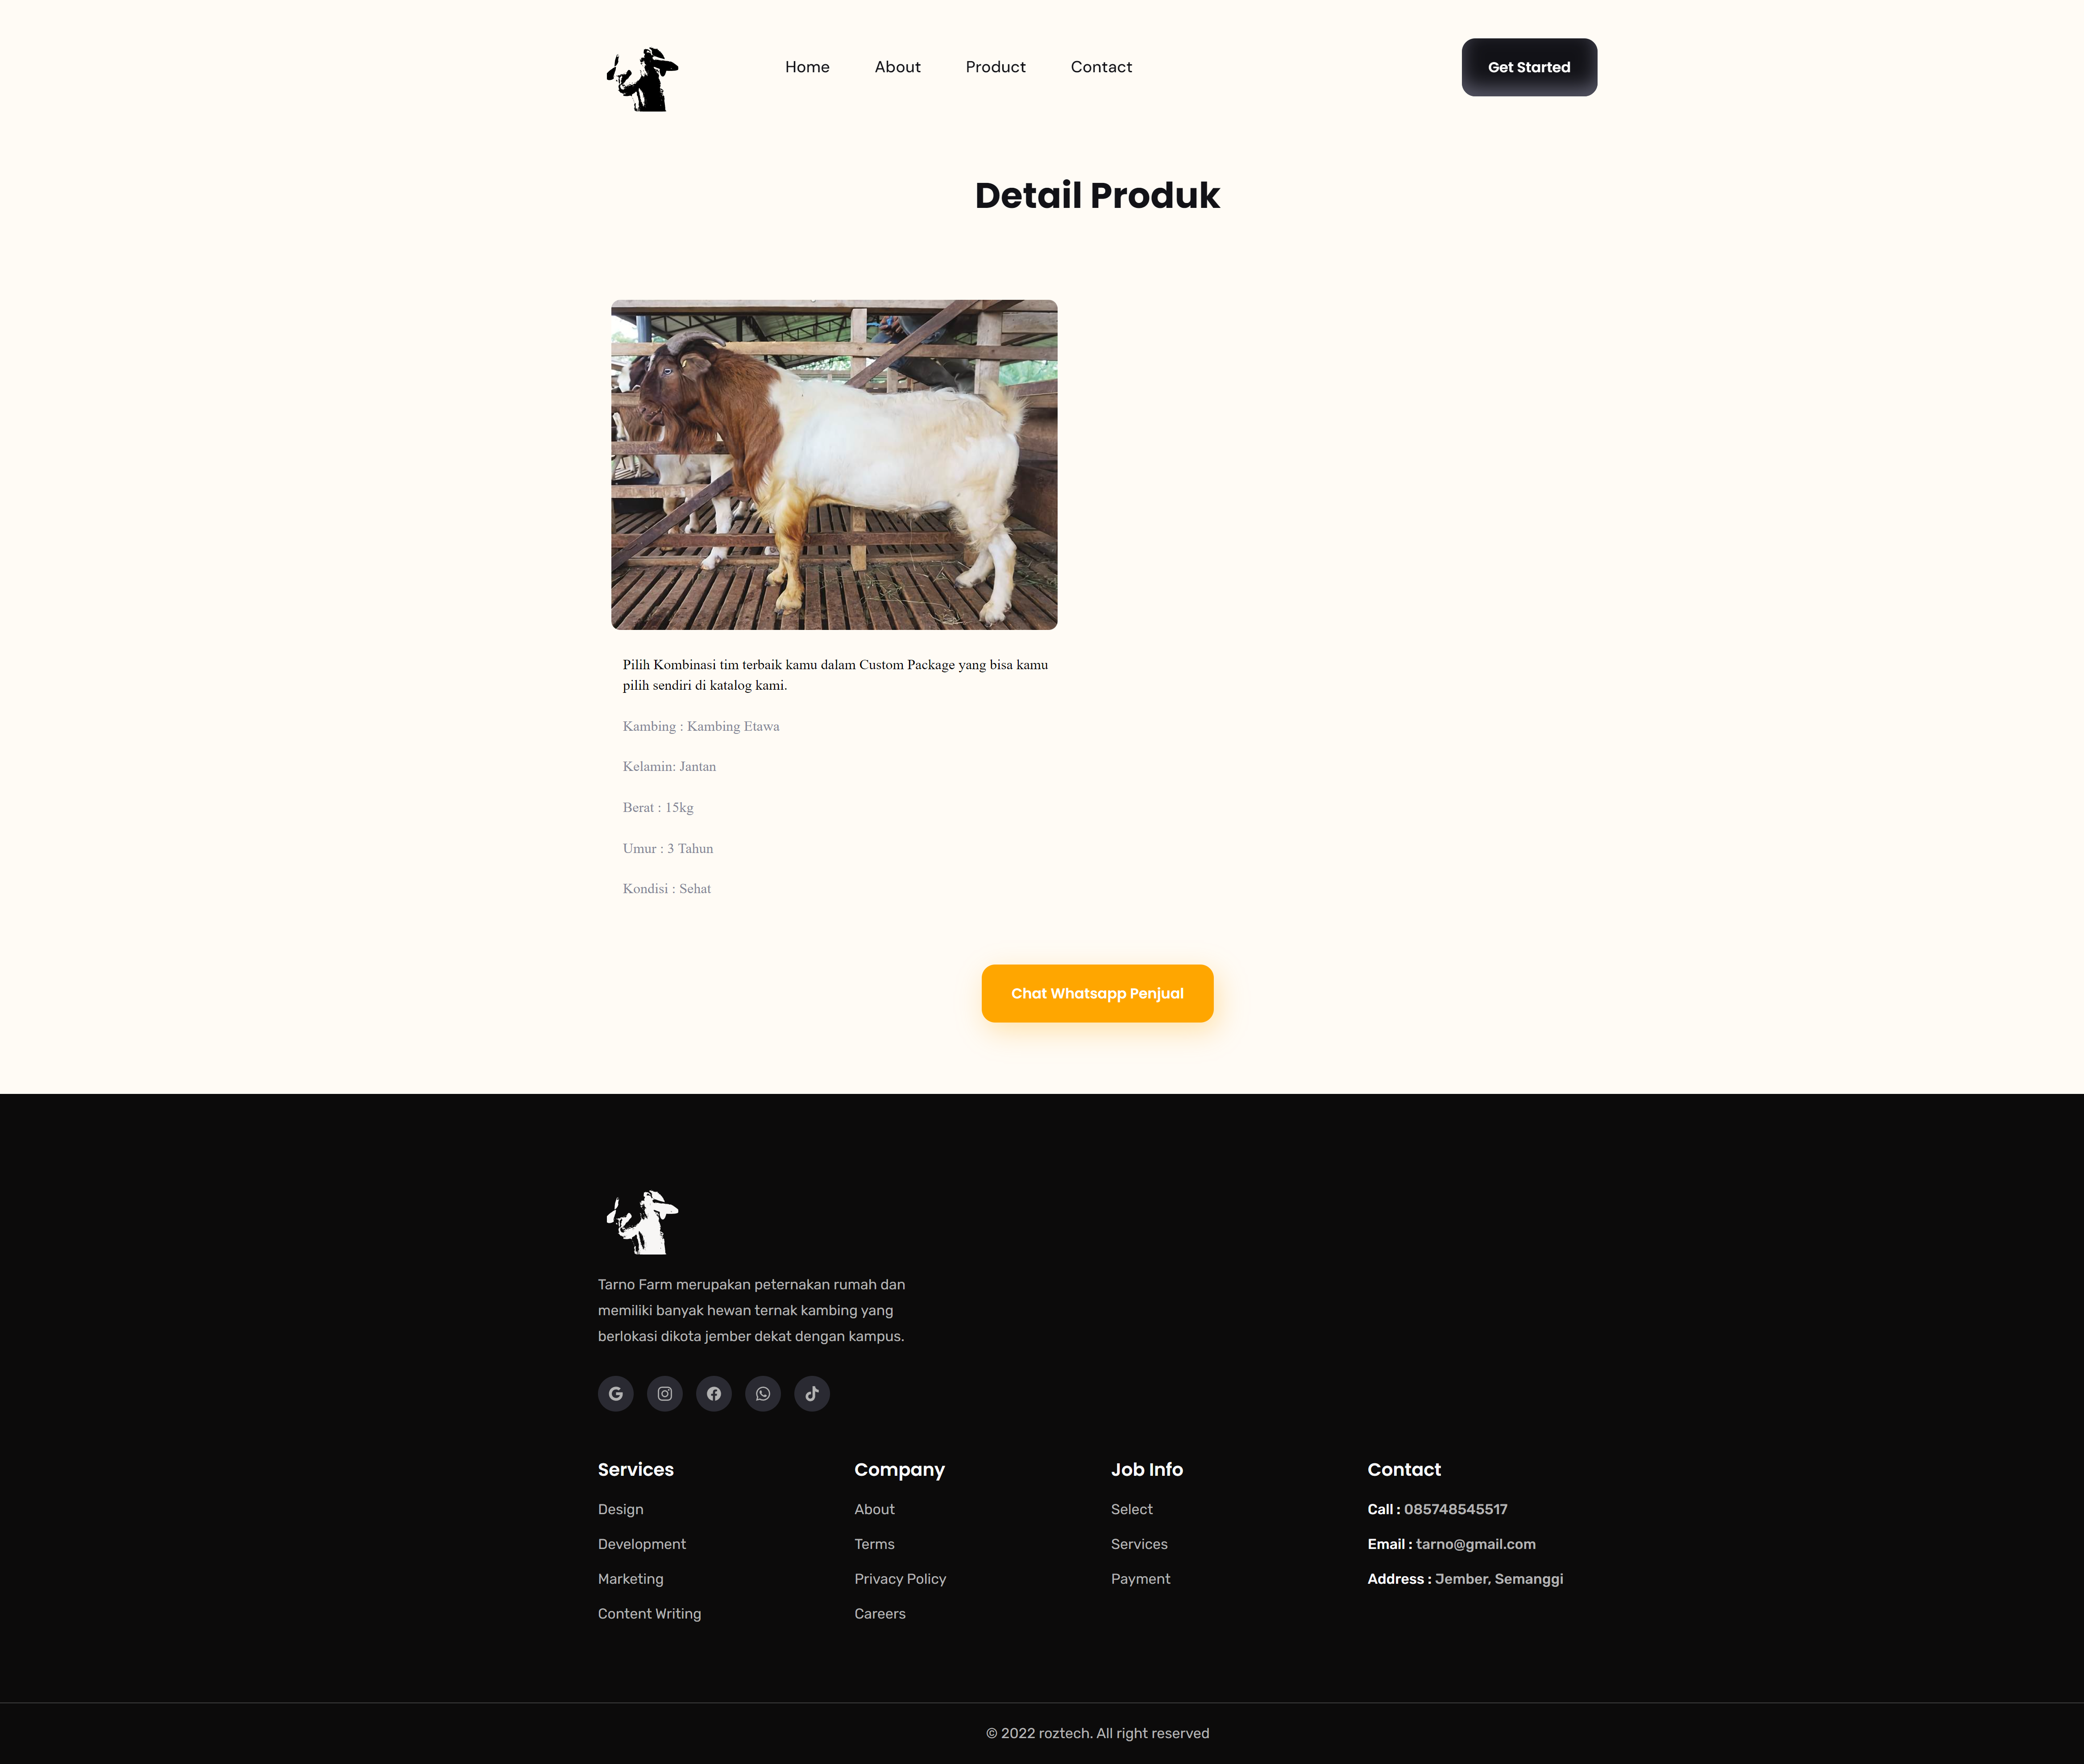 Home
About
Product
Contact
Get Started
Detail Produk
Pilih Kombinasi tim terbaik kamu dalam Custom Package yang bisa kamu
pilih sendiri di katalog kami.
Kambing : Kambing Etawa
Kelamin: Jantan
Berat : 15kg
Umur : 3 Tahun
Kondisi : Sehat
Chat Whatsapp Penjual
Tarno Farm merupakan peternakan rumah dan
memiliki banyak hewan ternak kambing yang
berlokasi dikota jember dekat dengan kampus.
Services
Design
Development
Marketing
Content Writing
Company
About
Terms
Privacy Policy
Careers
Job Info
Select
Services
Payment
Contact
Call : 085748545517
Email : tarno@gmail.com
Address : Jember, Semanggi
© 2022 roztech. All right reserved